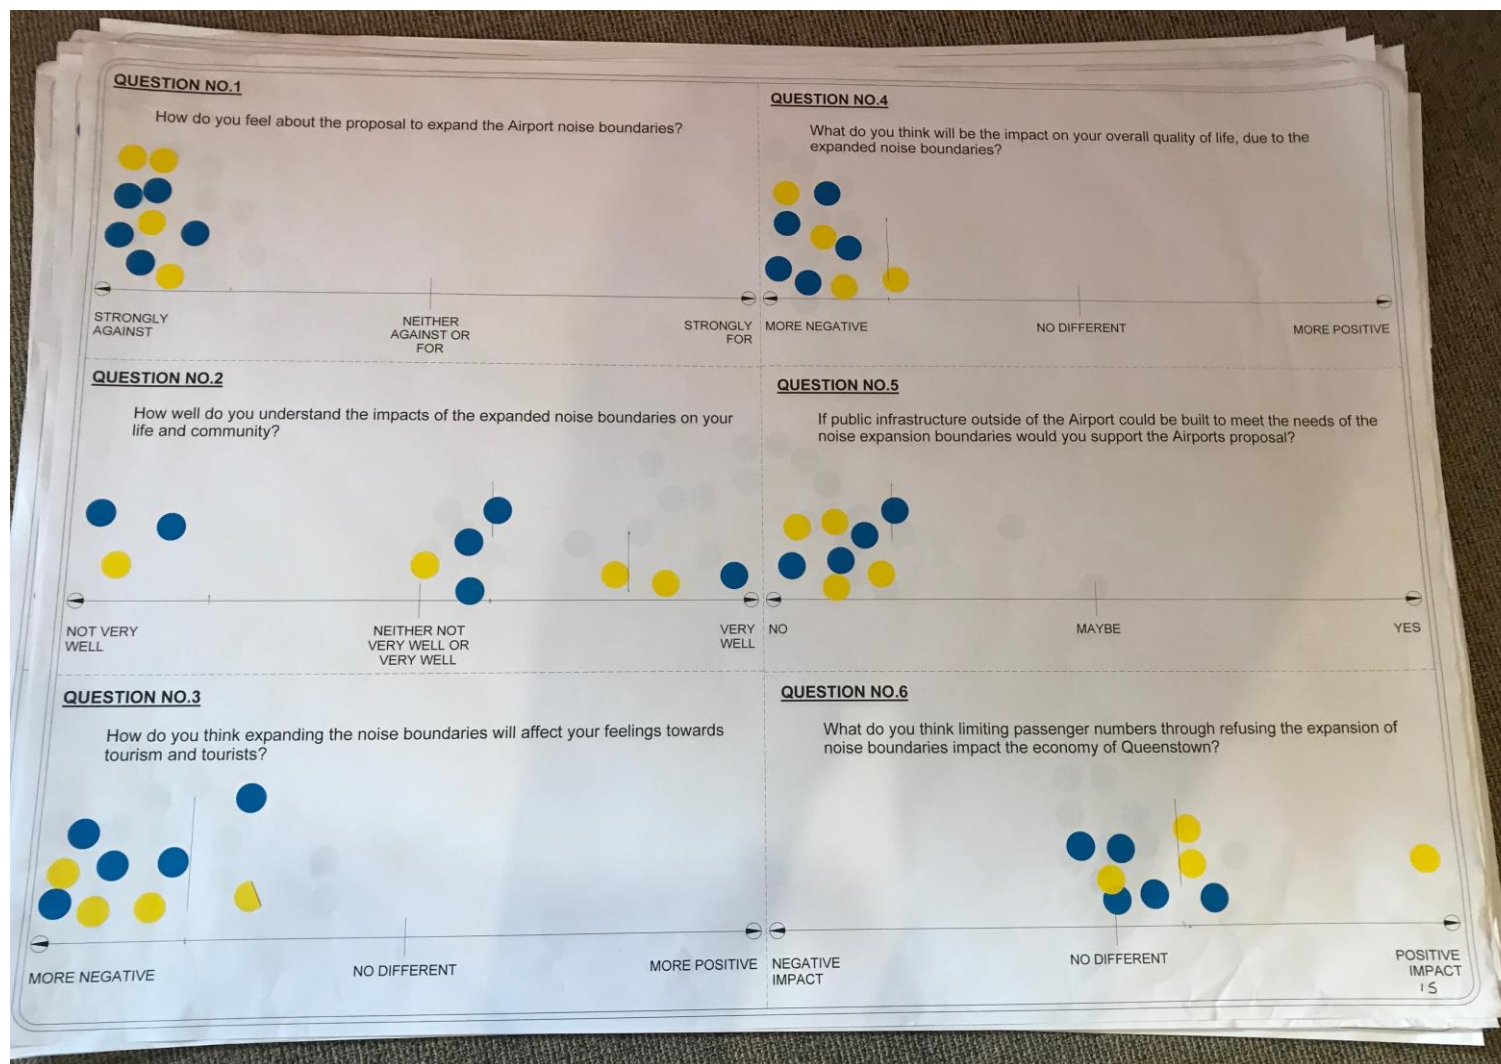 QUESTION NO.1
How do you feel about the proposal to expand the Airport noise boundaries?
STRONGLY
AGAINST
NEITHER
AGAINST OR
FOR
STRONGLY
FOR
QUESTION NO.2
How well do you understand the impacts of the expanded noise boundaries on your
life and community?
NOT VERY
WELL
NEITHER NOT
VERY WELL OR
VERY WELL
VERY
WELL
QUESTION NO.3
How do you think expanding the noise boundaries will affect your feelings towards
tourism and tourists?
MORE NEGATIVE
NO DIFFERENT
MORE POSITIVE
QUESTION NO.4
What do you think will be the impact on your overall quality of life, due to the
expanded noise boundaries?
MORE NEGATIVE
NO DIFFERENT
MORE POSITIVE
QUESTION NO.5
If public infrastructure outside of the Airport could be built to meet the needs of the
noise expansion boundaries would you support the Airports proposal?
NO
MAYBE
YES
QUESTION NO.6
What do you think limiting passenger numbers through refusing the expansion of
noise boundaries impact the economy of Queenstown?
NEGATIVE
IMPACT
NO DIFFERENT
POSITIVE
IMPACT
15